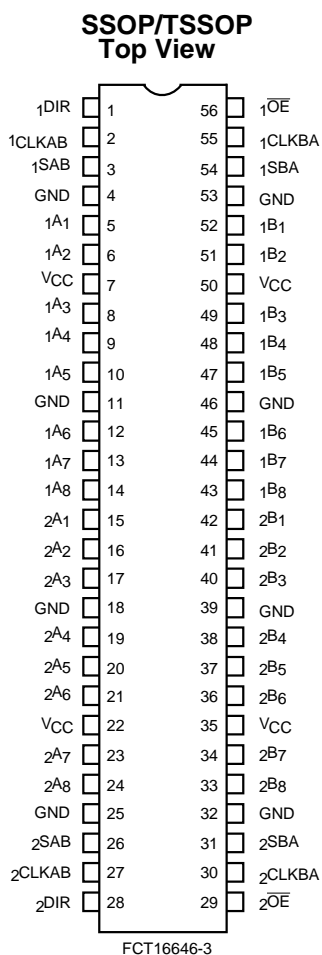 SSOP/TSSOP
Top View
1DIR 1 56 1O̅E̅
1CLKAB 2 55 1CLKBA
1SAB 3 54 1SBA
GND 4 53 GND
1A1 5 52 1B1
1A2 6 51 1B2
VCC 7 50 VCC
1A3 8 49 1B3
1A4 9 48 1B4
1A5 10 47 1B5
GND 11 46 GND
1A6 12 45 1B6
1A7 13 44 1B7
1A8 14 43 1B8
2A1 15 42 2B1
2A2 16 41 2B2
2A3 17 40 2B3
GND 18 39 GND
2A4 19 38 2B4
2A5 20 37 2B5
2A6 21 36 2B6
VCC 22 35 VCC
2A7 23 34 2B7
2A8 24 33 2B8
GND 25 32 GND
2SAB 26 31 2SBA
2CLKAB 27 30 2CLKBA
2DIR 28 29 2O̅E̅
FCT16646-3